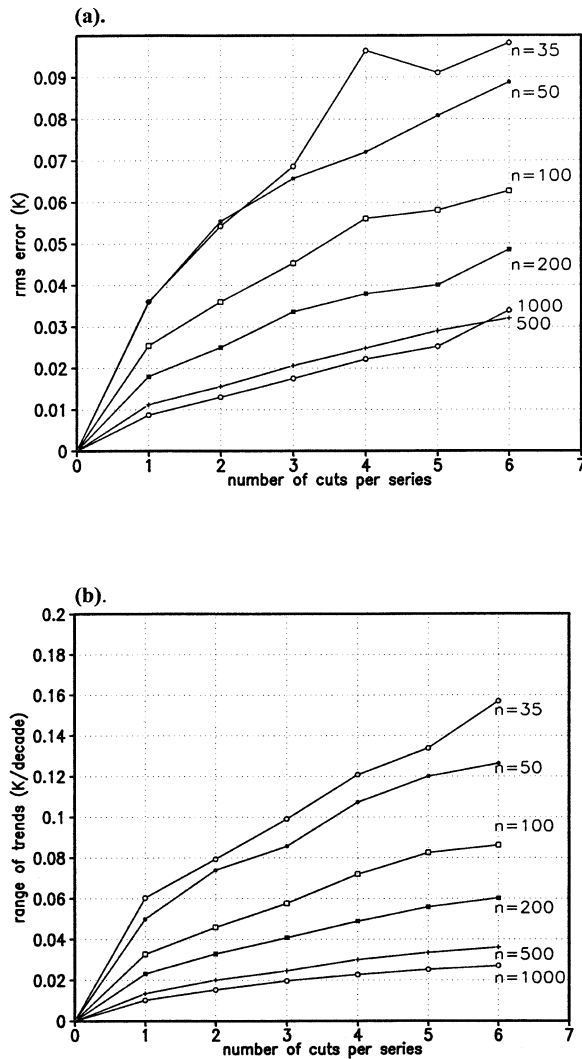 (a).
0.09
0.08
0.07
0.06
0.05
0.04
0.03
0.02
0.01
0
rms error (K)
n=35
n=50
n=100
n=200
1000
500
0 1 2 3 4 5 6 7
number of cuts per series
(b).
0.2
0.18
0.16
0.14
0.12
0.1
0.08
0.06
0.04
0.02
0
range of trends (K/decade)
n=35
n=50
n=100
n=200
n=500
n=1000
0 1 2 3 4 5 6 7
number of cuts per series